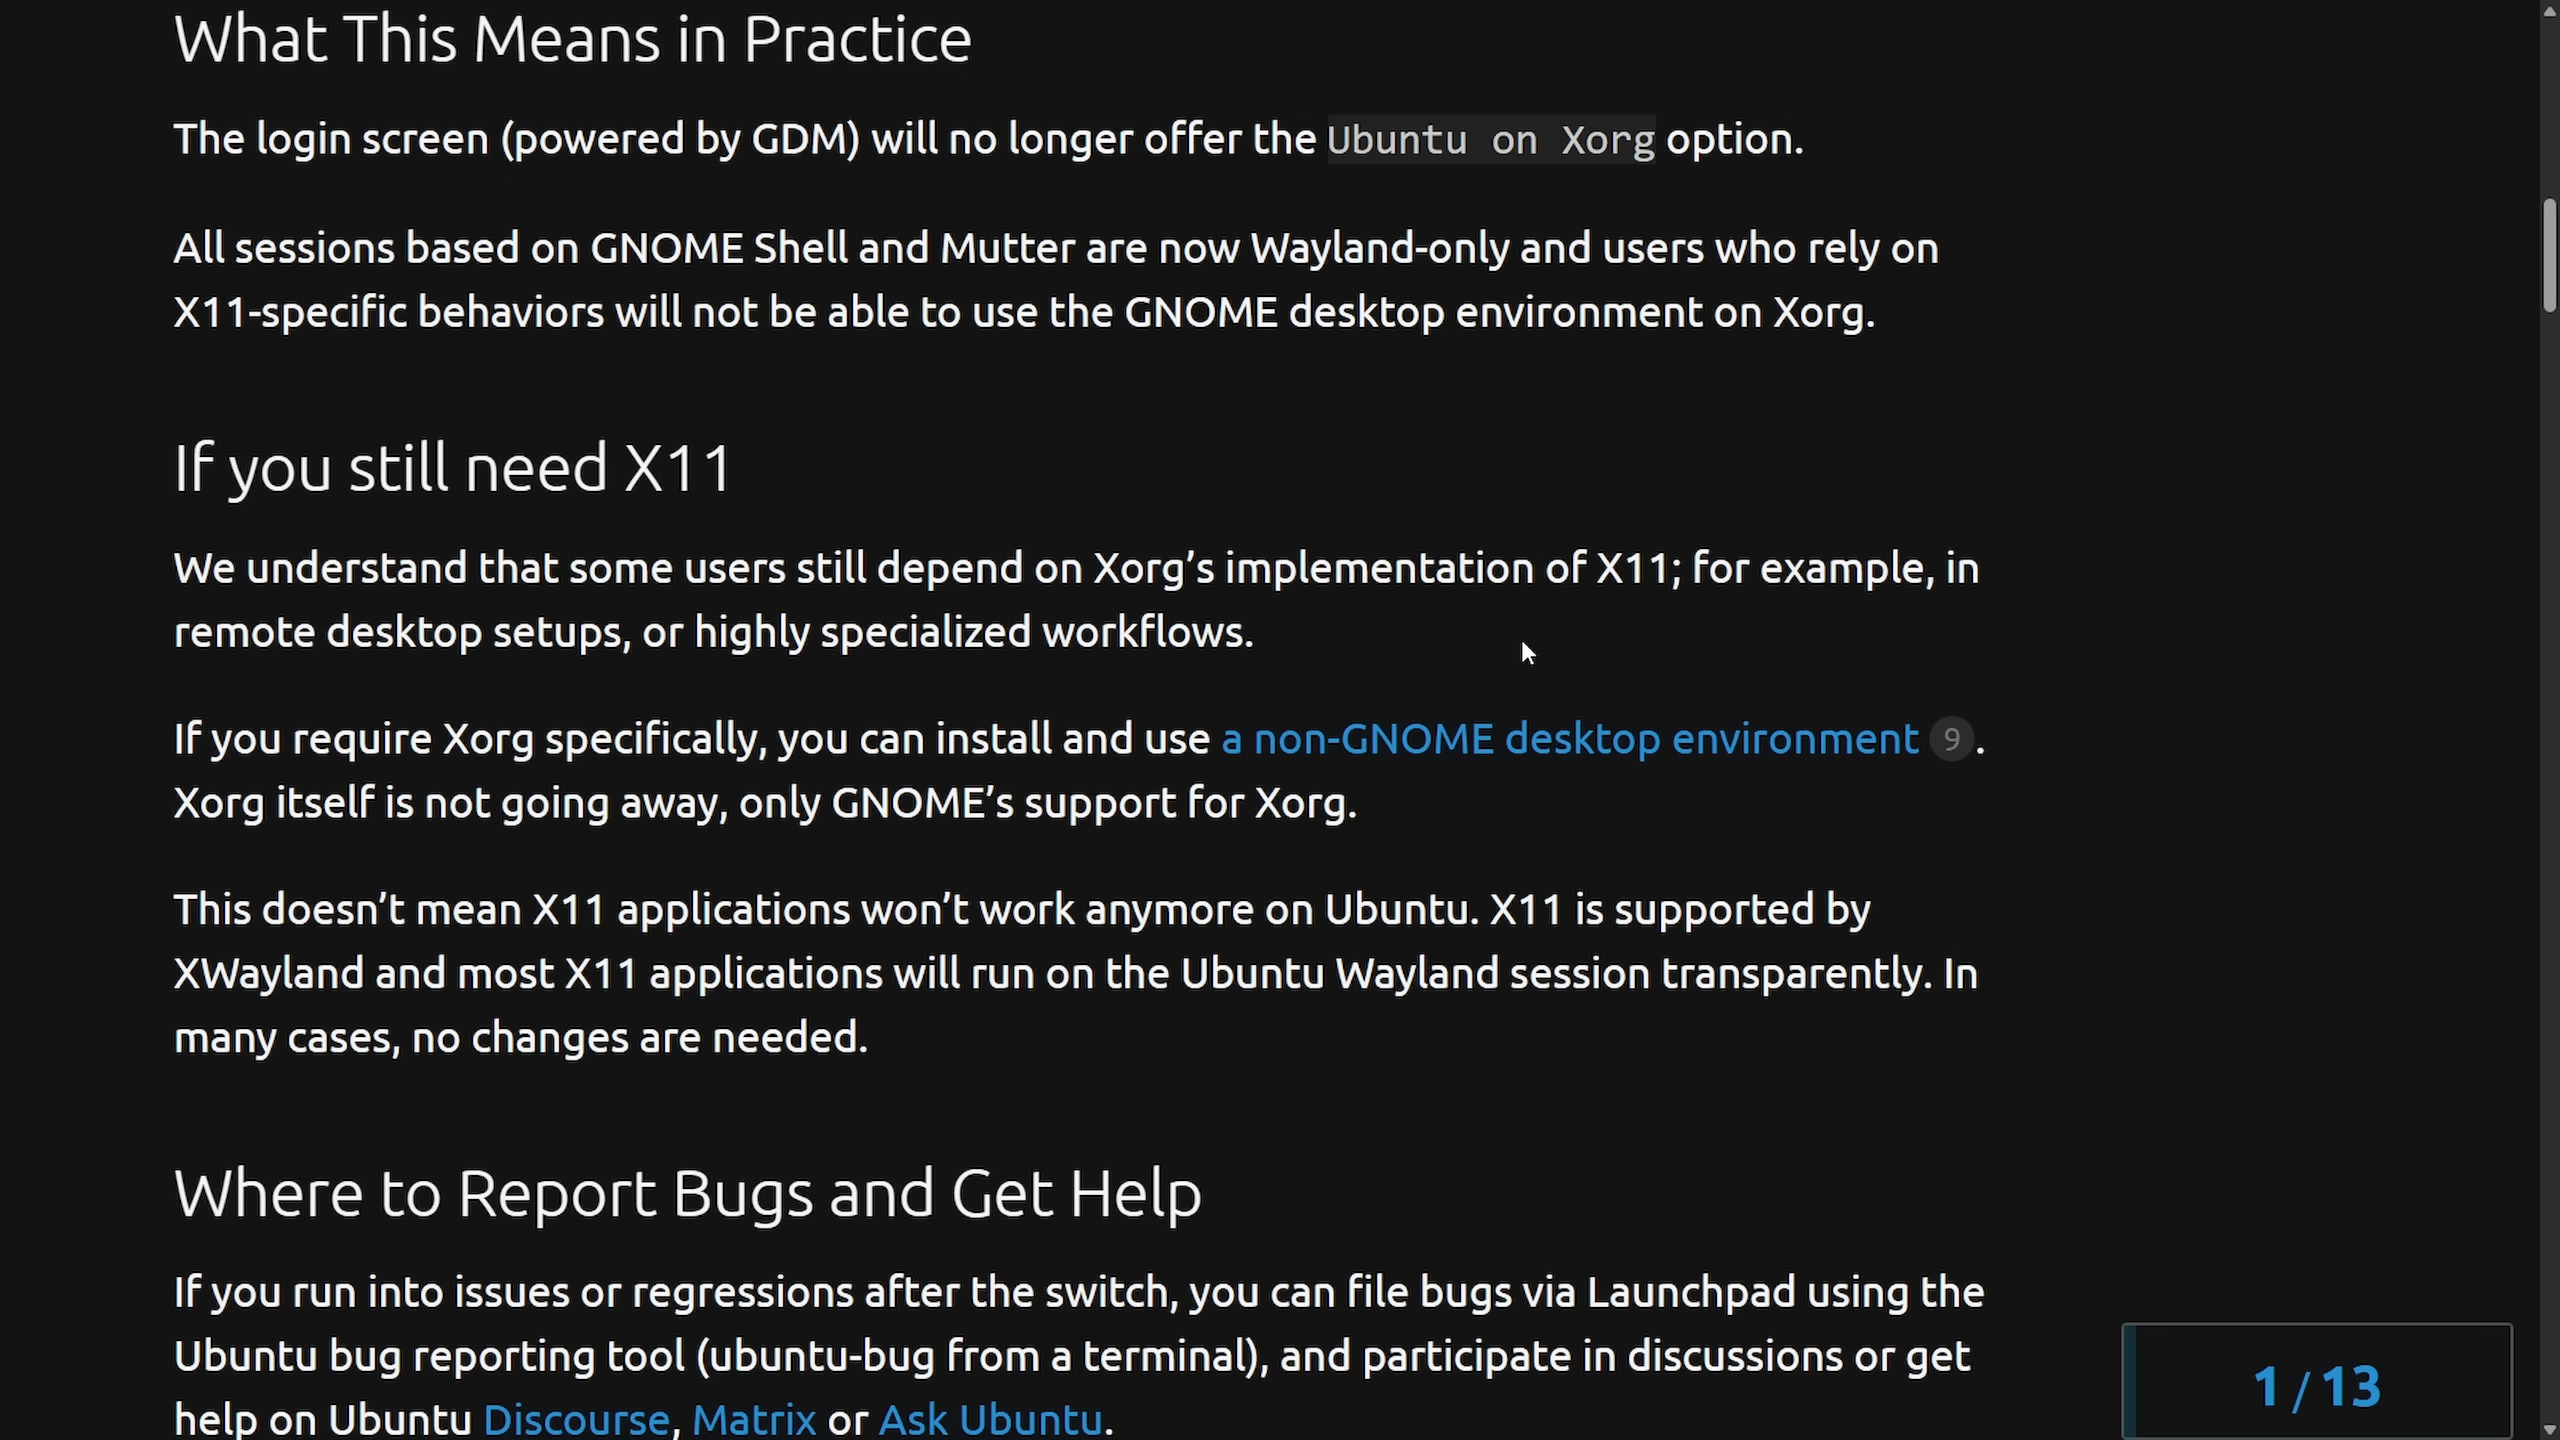 What This Means in Practice
The login screen (powered by GDM) will no longer offer the Ubuntu on Xorg option.
All sessions based on GNOME Shell and Mutter are now Wayland-only and users who rely on
X11-specific behaviors will not be able to use the GNOME desktop environment on Xorg.
If you still need X11
We understand that some users still depend on Xorg’s implementation of X11; for example, in
remote desktop setups, or highly specialized workflows.
If you require Xorg specifically, you can install and use a non-GNOME desktop environment 9.
Xorg itself is not going away, only GNOME’s support for Xorg.
This doesn’t mean X11 applications won’t work anymore on Ubuntu. X11 is supported by
XWayland and most X11 applications will run on the Ubuntu Wayland session transparently. In
many cases, no changes are needed.
Where to Report Bugs and Get Help
If you run into issues or regressions after the switch, you can file bugs via Launchpad using the
Ubuntu bug reporting tool (ubuntu-bug from a terminal), and participate in discussions or get
help on Ubuntu Discourse, Matrix or Ask Ubuntu.
1 / 13